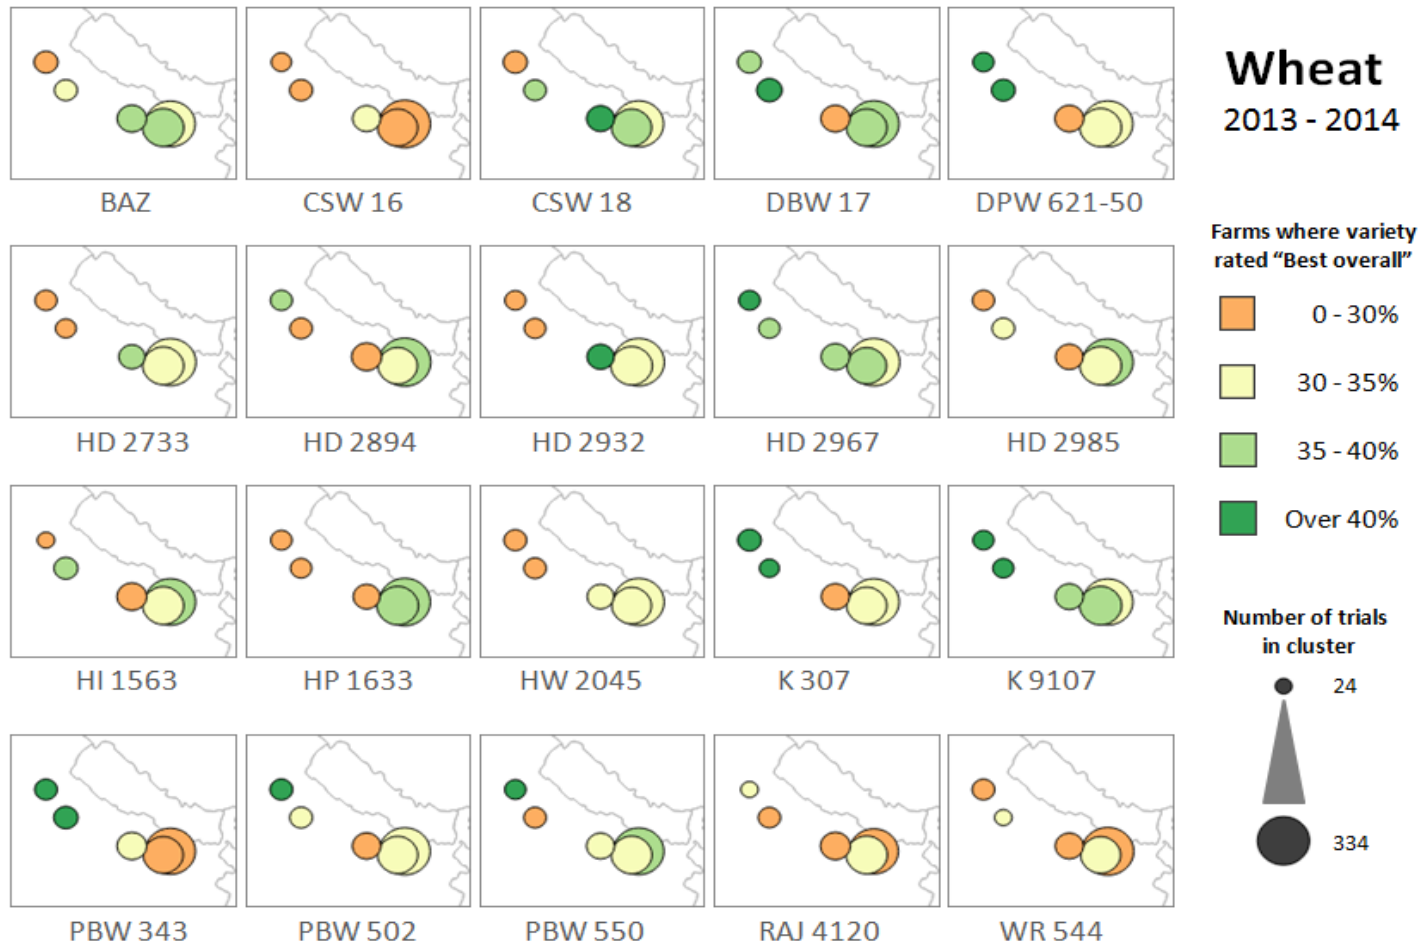 Wheat
2013 - 2014
BAZ
CSW 16
CSW 18
DBW 17
DPW 621-50
HD 2733
HD 2894
HD 2932
HD 2967
HD 2985
HI 1563
HP 1633
HW 2045
K 307
K 9107
PBW 343
PBW 502
PBW 550
RAJ 4120
WR 544
Farms where variety
rated “Best overall”
0 - 30%
30 - 35%
35 - 40%
Over 40%
Number of trials
in cluster
24
334